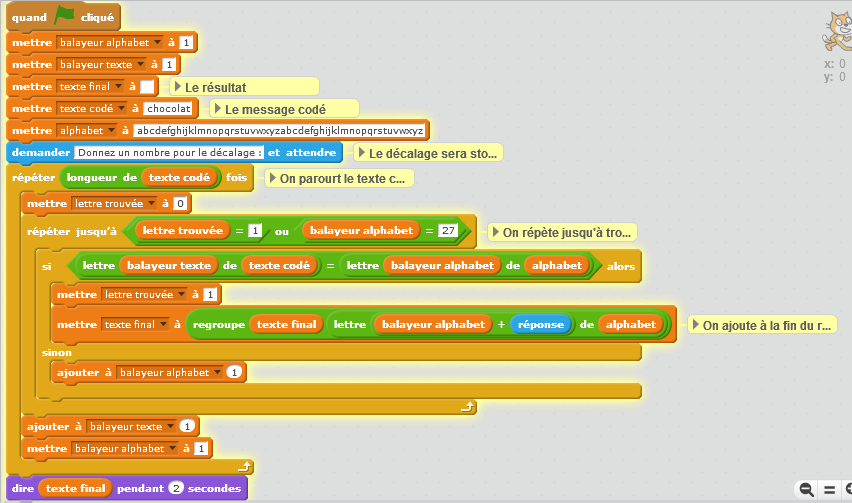 quand cliqué
mettre balayeur alphabet à 1
mettre balayeur texte à 1
mettre texte final à Le résultat
mettre texte codé à chocolat Le message codé
mettre alphabet à abcdefghijklmnopqrstuvwxyzabcdefghijklmnopqrstuvwxyz
demander Donnez un nombre pour le décalage : et attendre Le décalage sera sto...
répéter longueur de texte codé fois On parcourt le texte c...
mettre lettre trouvée à 0
répéter jusqu'à lettre trouvée = 1 ou balayeur alphabet = 27 On répète jusqu'à tro...
si lettre balayeur texte de texte codé = lettre balayeur alphabet de alphabet alors
mettre lettre trouvée à 1
mettre texte final à regroupe texte final lettre balayeur alphabet + réponse de alphabet On ajoute à la fin du r...
sinon
ajouter à balayeur alphabet 1
ajouter à balayeur texte 1
mettre balayeur alphabet à 1
dire texte final pendant 2 secondes
x: 0
y: 0